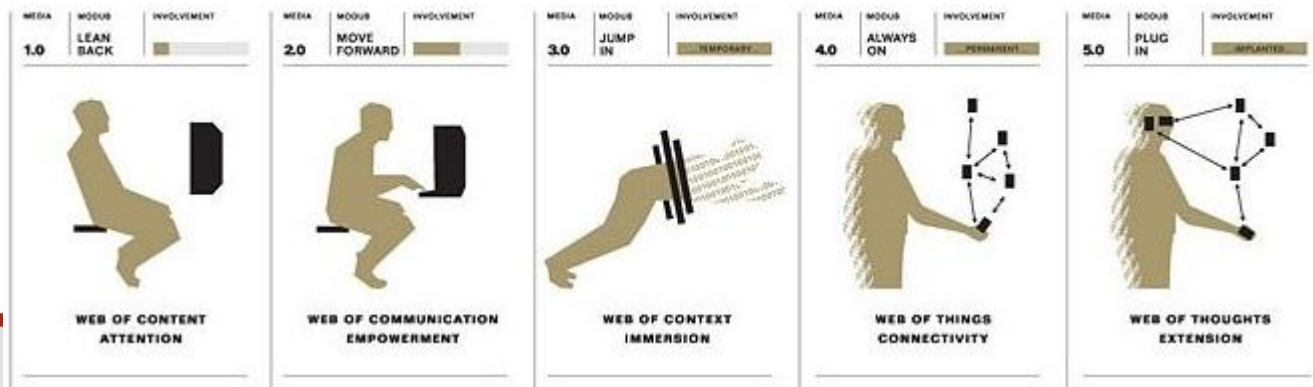 MEDIA
MODUS
INVOLVEMENT
1.0
LEAN
BACK
WEB OF CONTENT
ATTENTION
MEDIA
MODUS
INVOLVEMENT
2.0
MOVE
FORWARD
WEB OF COMMUNICATION
EMPOWERMENT
MEDIA
MODUS
INVOLVEMENT
3.0
JUMP
IN
TEMPORARY
WEB OF CONTEXT
IMMERSION
MEDIA
MODUS
INVOLVEMENT
4.0
ALWAYS
ON
PERMANENT
WEB OF THINGS
CONNECTIVITY
MEDIA
MODUS
INVOLVEMENT
5.0
PLUG
IN
IMPLANTED
WEB OF THOUGHTS
EXTENSION